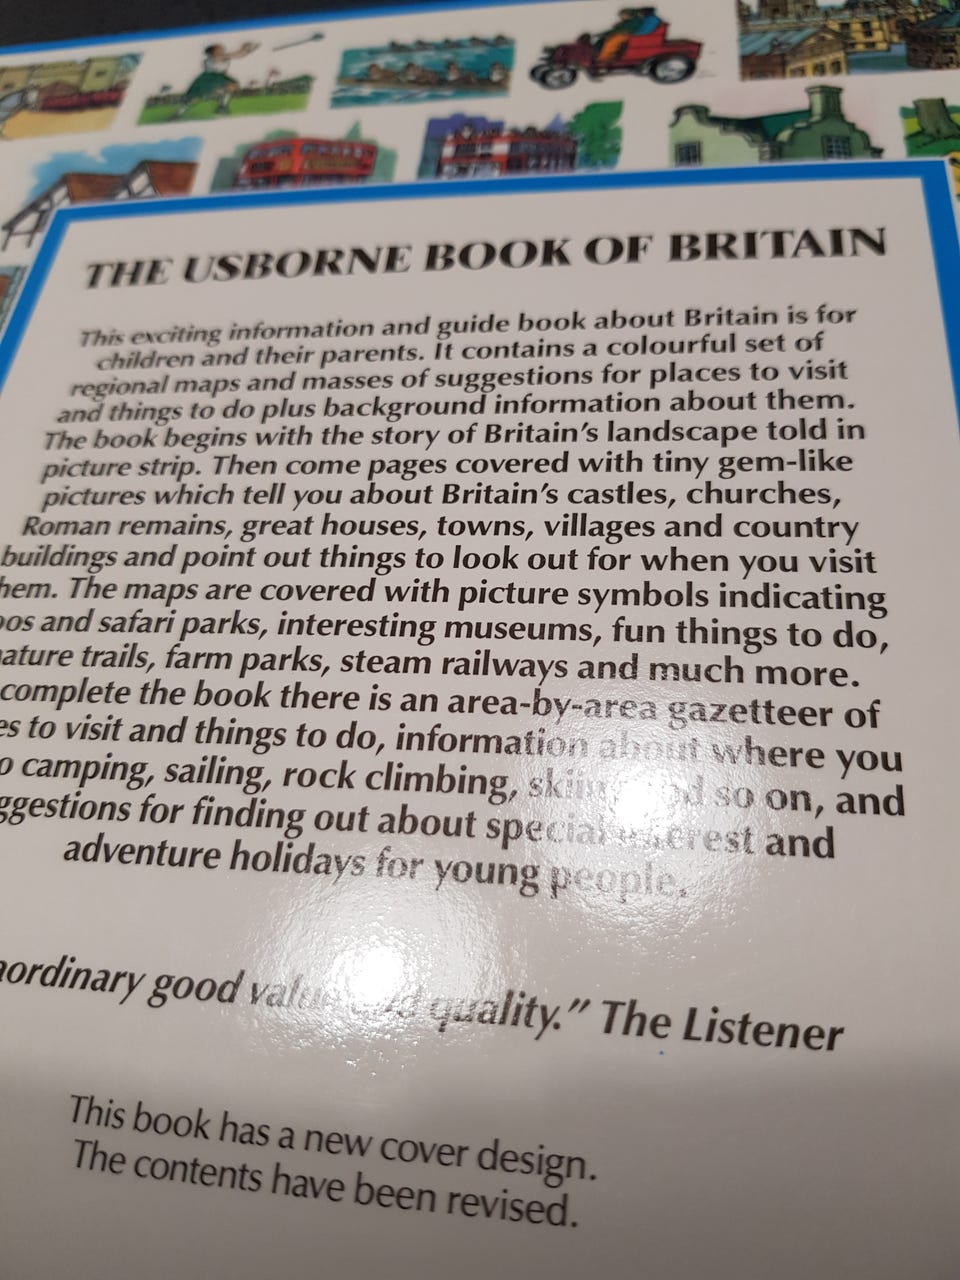 THE USBORNE BOOK OF BRITAIN
This exciting information and guide book about Britain is for
children and their parents. It contains a colourful set of
regional maps and masses of suggestions for places to visit
and things to do plus background information about them.
The book begins with the story of Britain's landscape told in
picture strip. Then come pages covered with tiny gem-like
pictures which tell you about Britain's castles, churches,
Roman remains, great houses, towns, villages and country
buildings and point out things to look out for when you visit
hem. The maps are covered with picture symbols indicating
oos and safari parks, interesting museums, fun things to do,
ature trails, farm parks, steam railways and much more.
complete the book there is an area-by-area gazetteer of
es to visit and things to do, information about where you
o camping, sailing, rock climbing, skiing and so on, and
ggestions for finding out about special interest and
adventure holidays for young people.
aordinary good value and quality." The Listener
This book has a new cover design.
The contents have been revised.